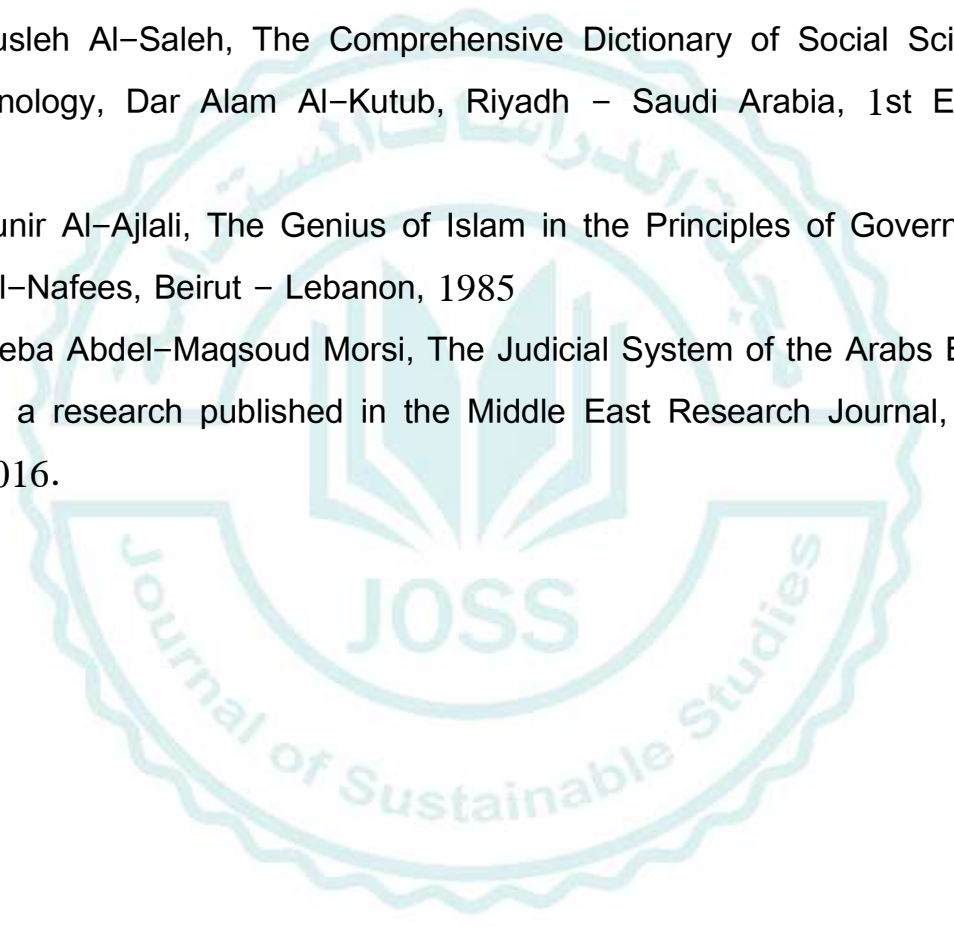 usleh Al-Saleh, The Comprehensive Dictionary of Social Sci
nology, Dar Alam Al-Kutub, Riyadh - Saudi Arabia, 1st E
unir Al-Ajlali, The Genius of Islam in the Principles of Govern
l-Nafees, Beirut - Lebanon, 1985
eba Abdel-Maqsoud Morsi, The Judicial System of the Arabs
a research published in the Middle East Research Journal,
016.
مجلة الدراسات المستدامة
JOSS
Journal of Sustainable Studies